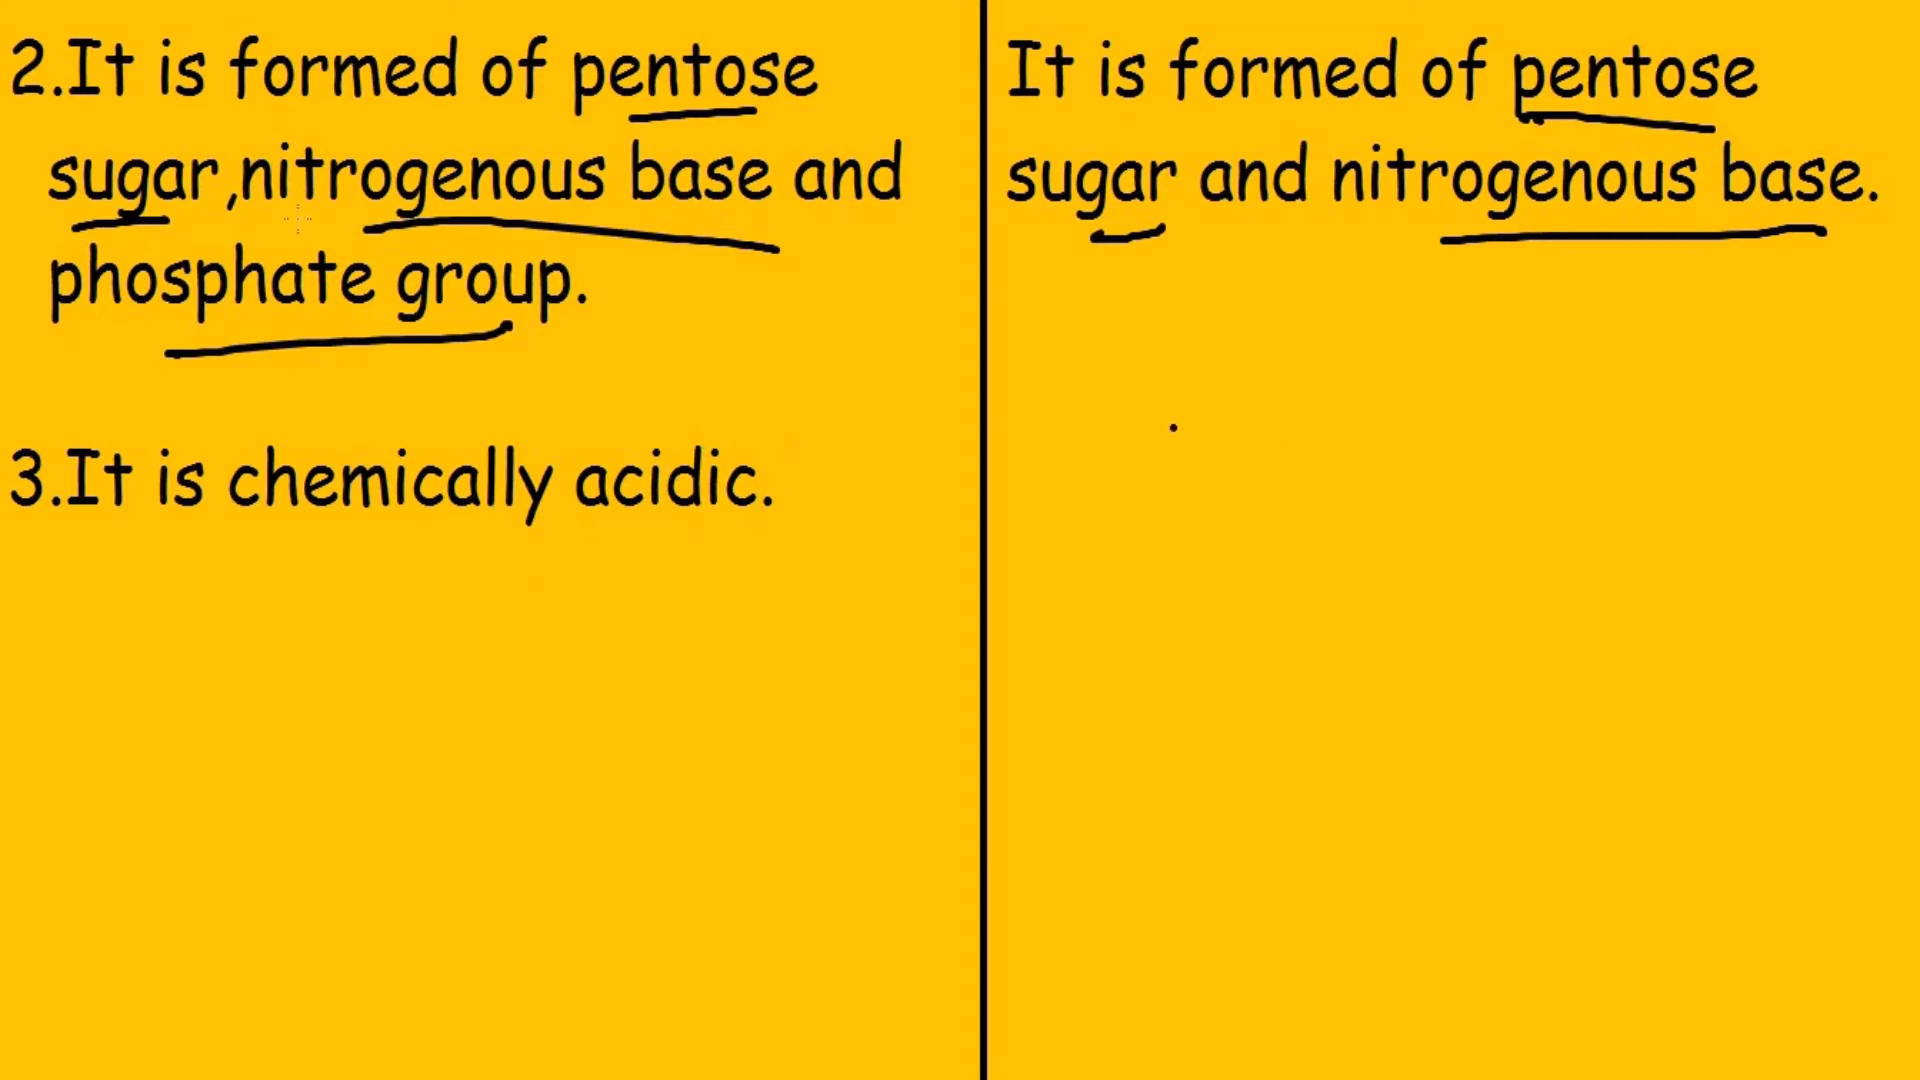 2.It is formed of pentose
sugar,nitrogenous base and
phosphate group.
3.It is chemically acidic.
It is formed of pentose
sugar and nitrogenous base.